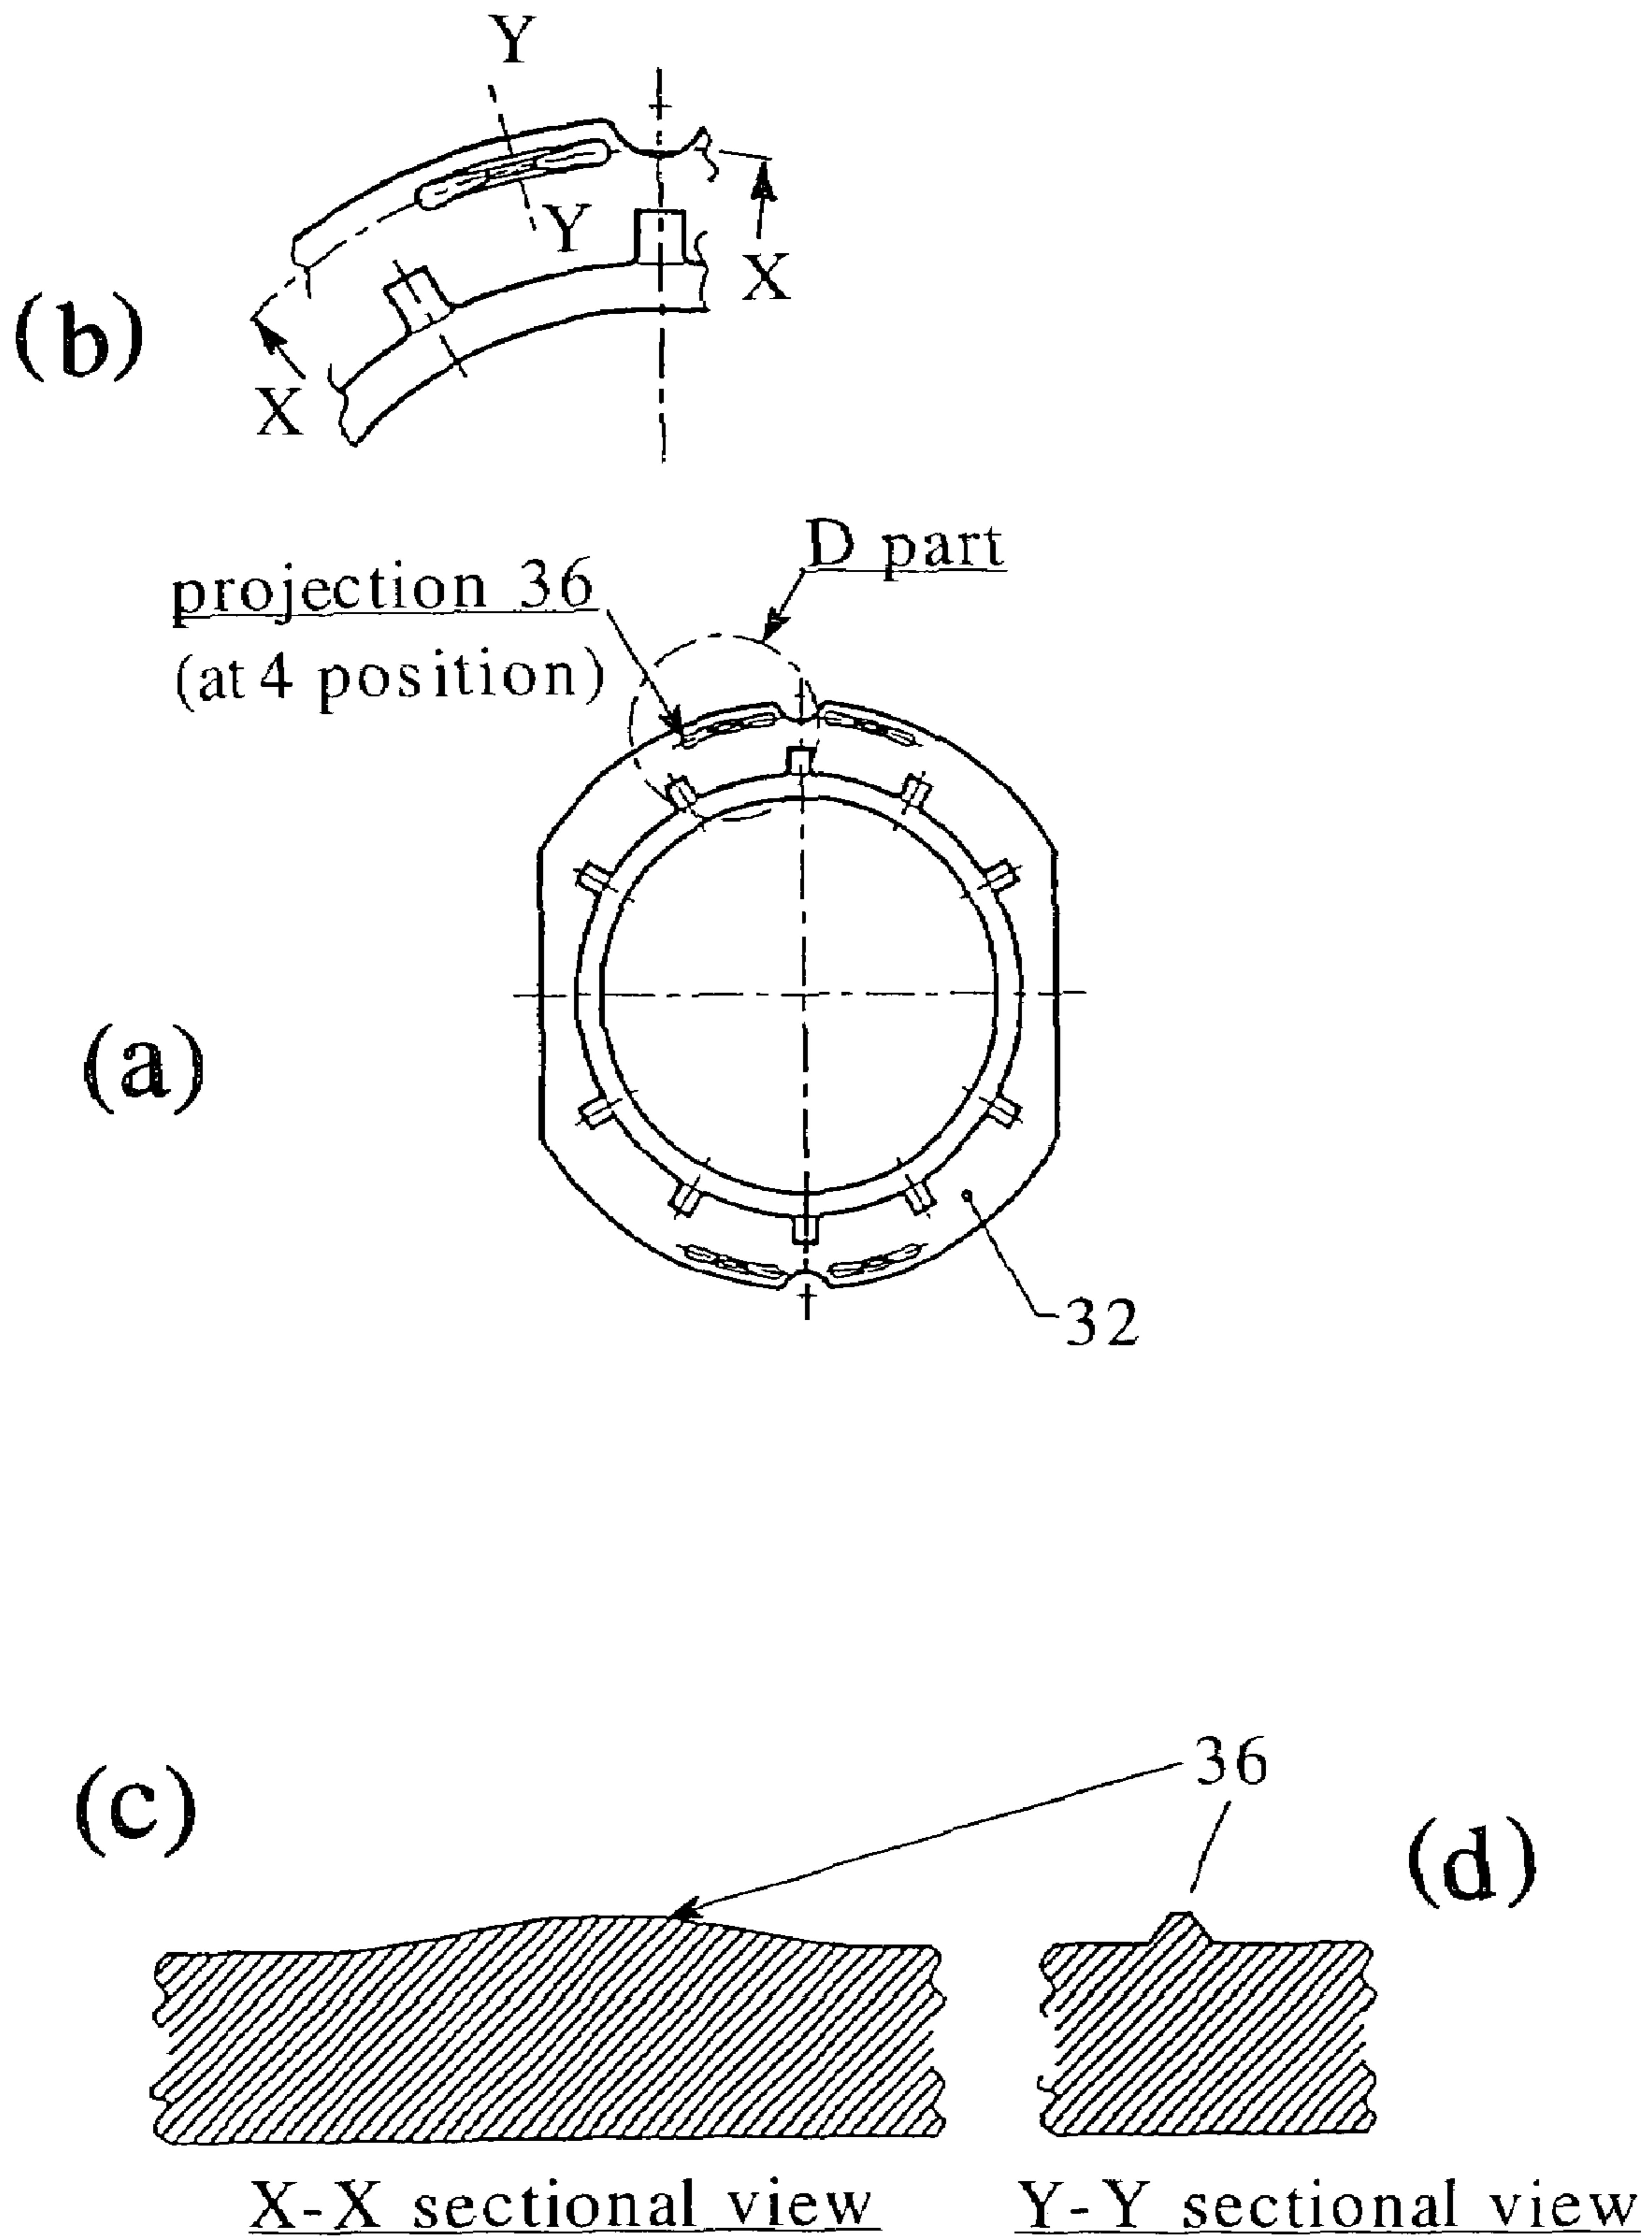 Y
Y
X
(b)
X
D part
projection 36
(at 4 position)
(a)
32
36
(c)
(d)
X-X sectional view
Y-Y sectional view